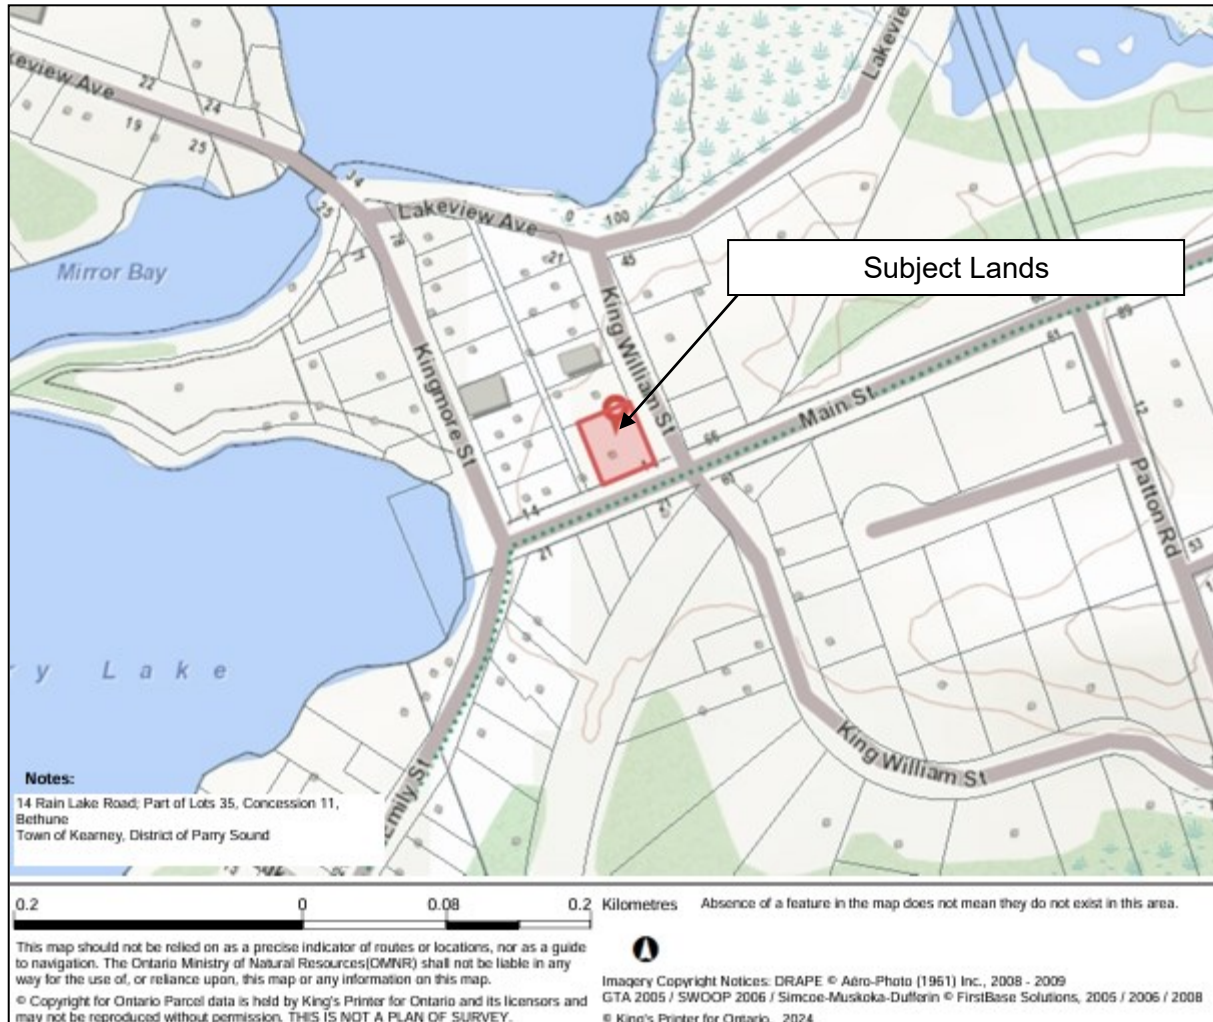 keview Ave
22
24
19
25
Lakevie
34
25
77
78
Lakeview Ave
0
100
21
45
Mirror Bay
Subject Lands
King William St
Kingmore St
Main St
61
89
12
66
60
14
21
Patton Rd
53
ry Lake
King William St
Emily St
Notes:
14 Rain Lake Road; Part of Lots 35, Concession 11,
Bethune
Town of Kearney, District of Parry Sound
0.2 0 0.08 0.2 Kilometres
Absence of a feature in the map does not mean they do not exist in this area.
This map should not be relied on as a precise indicator of routes or locations, nor as a guide
to navigation. The Ontario Ministry of Natural Resources(OMNR) shall not be liable in any
way for the use of, or reliance upon, this map or any information on this map.
© Copyright for Ontario Parcel data is held by King's Printer for Ontario and its licensors and
may not be reproduced without permission. THIS IS NOT A PLAN OF SURVEY.
Imagery Copyright Notices: DRAPE © Aéro-Photo (1961) Inc., 2008 - 2009
GTA 2005 / SWOOP 2006 / Simcoe-Muskoka-Dufferin © FirstBase Solutions, 2005 / 2006 / 2008
© King's Printer for Ontario, 2024